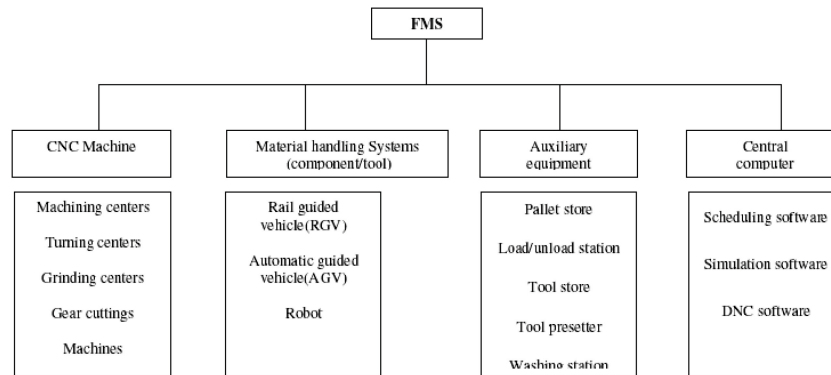 FMS
CNC Machine
Material handling Systems
(component/tool)
Auxiliary
equipment
Central
computer
Machining centers
Turning centers
Grinding centers
Gear cuttings
Machines
Rail guided
vehicle(RGV)
Automatic guided
vehicle(AGV)
Robot
Pallet store
Load/unload station
Tool store
Tool presetter
Washing station
Scheduling software
Simulation software
DNC software